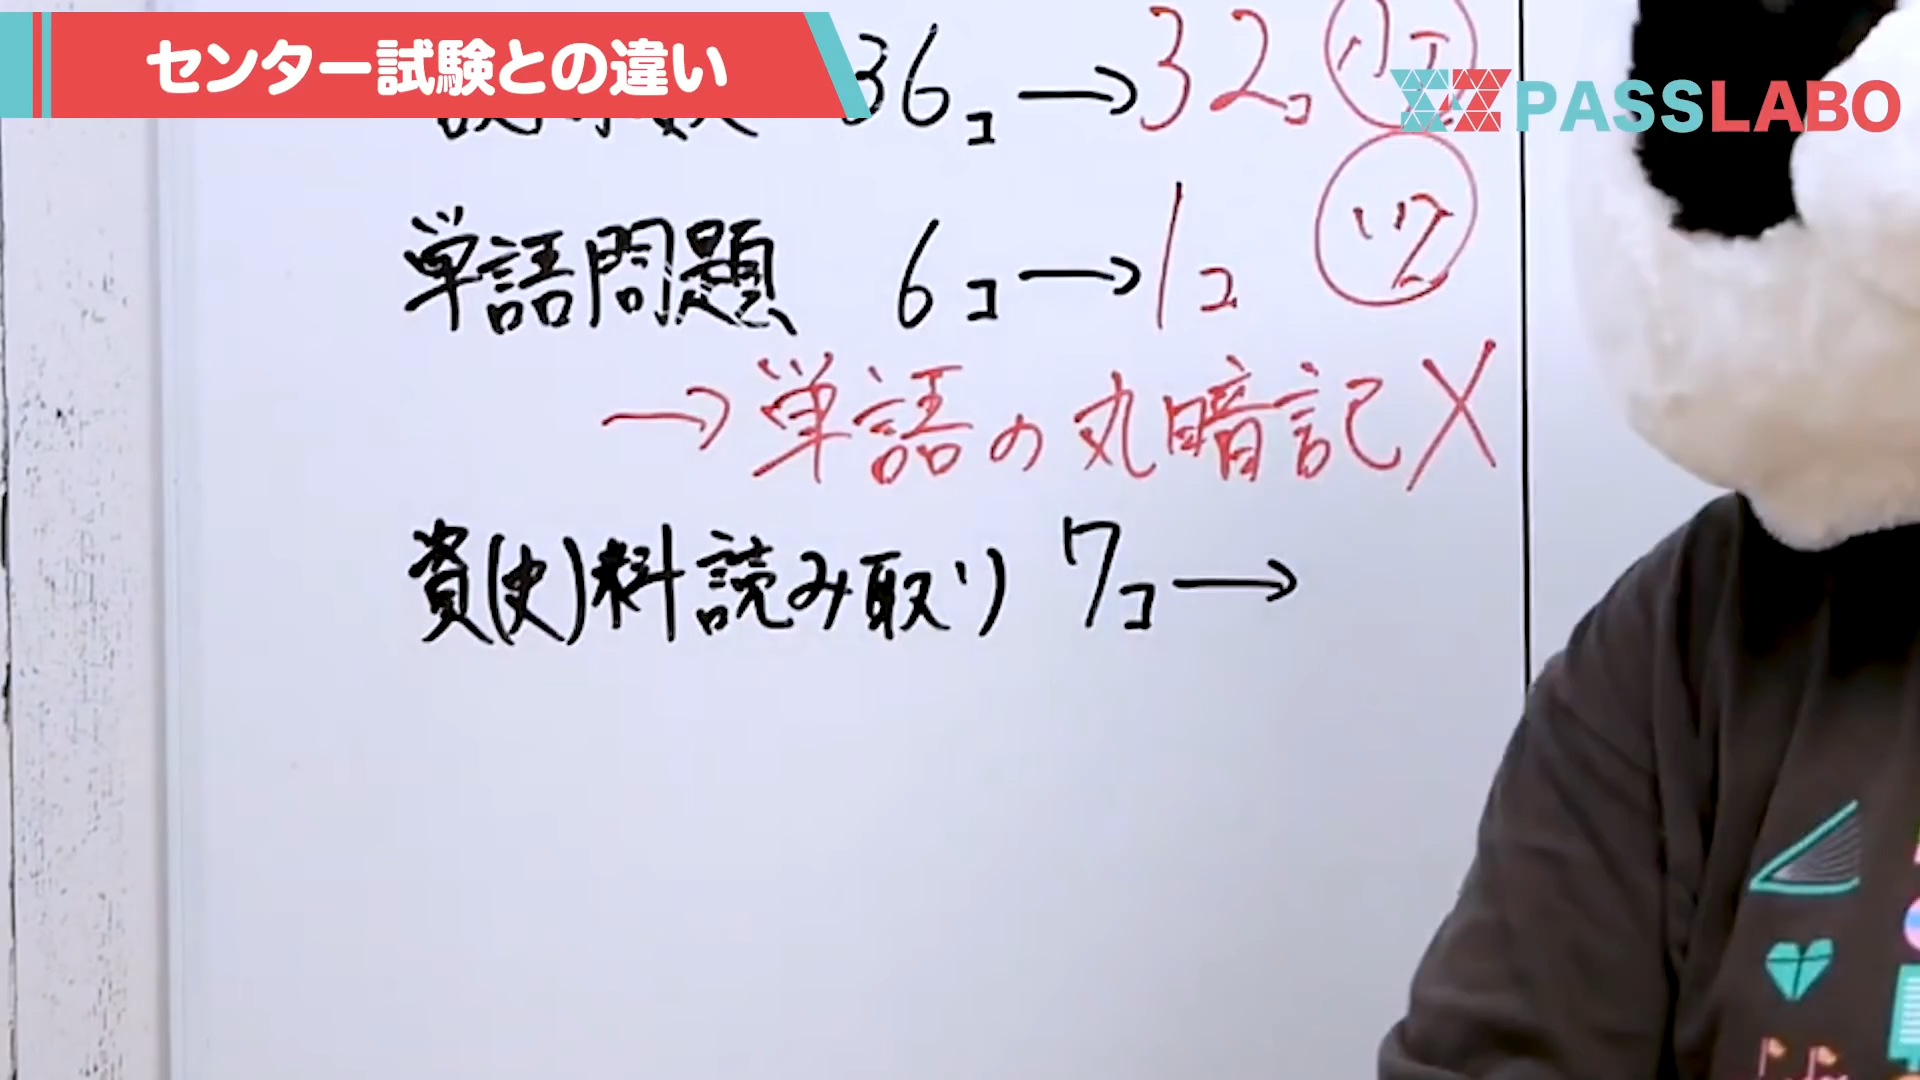 センター試験との違い
PASSLABO
36コ→32コ
単語問題 6コ→1コ
→単語の丸暗記X
資(史)料読み取り 7コ→